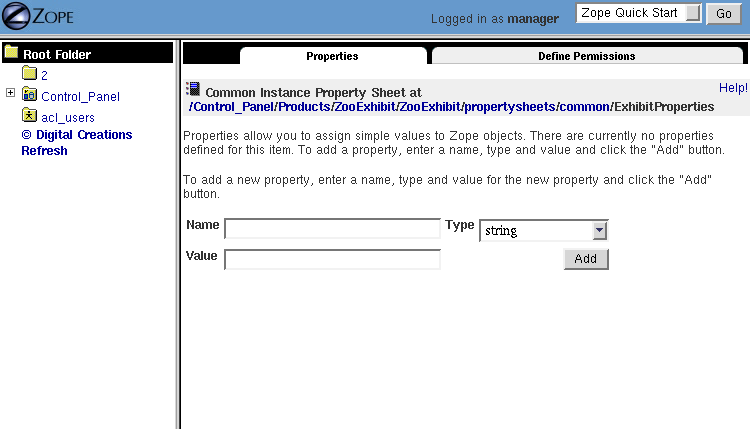 ZOPE
Logged in as manager
Zope Quick Start
Go
Root Folder
2
Control_Panel
acl_users
© Digital Creations
Refresh
Properties
Define Permissions
Common Instance Property Sheet at
Help!
/Control_Panel/Products/ZooExhibit/ZooExhibit/propertysheets/common/ExhibitProperties
Properties allow you to assign simple values to Zope objects. There are currently no properties
defined for this item. To add a property, enter a name, type and value and click the "Add" button.
To add a new property, enter a name, type and value for the new property and click the "Add"
button.
Name
Type
string
Value
Add